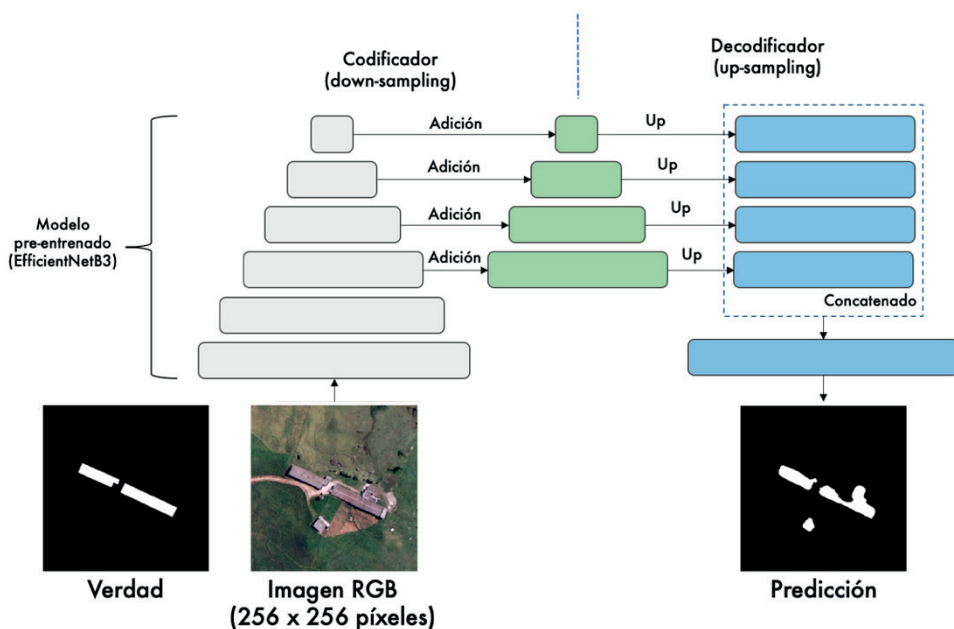 Codificador
(down-sampling)
Decodificador
(up-sampling)
Adición
Up
Adición
Up
Adición
Up
Adición
Up
Modelo
pre-entrenado
(EfficientNetB3)
Concatenado
Verdad
Imagen RGB
(256 x 256 píxeles)
Predicción